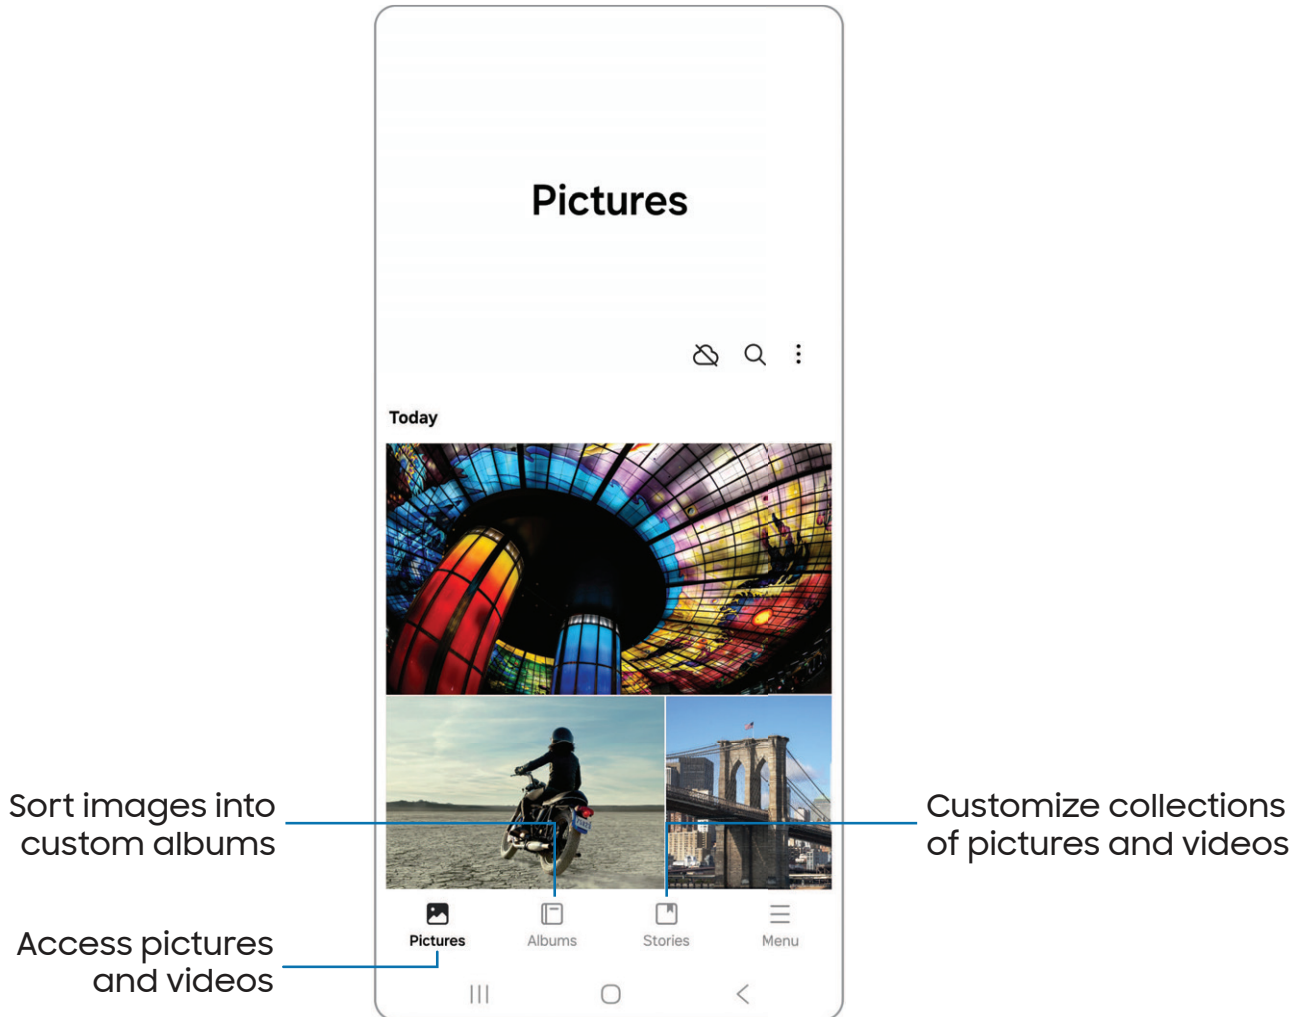 Pictures
Today
Sort images into
custom albums
Customize collections
of pictures and videos
Pictures
Albums
Stories
Menu
Access pictures
and videos